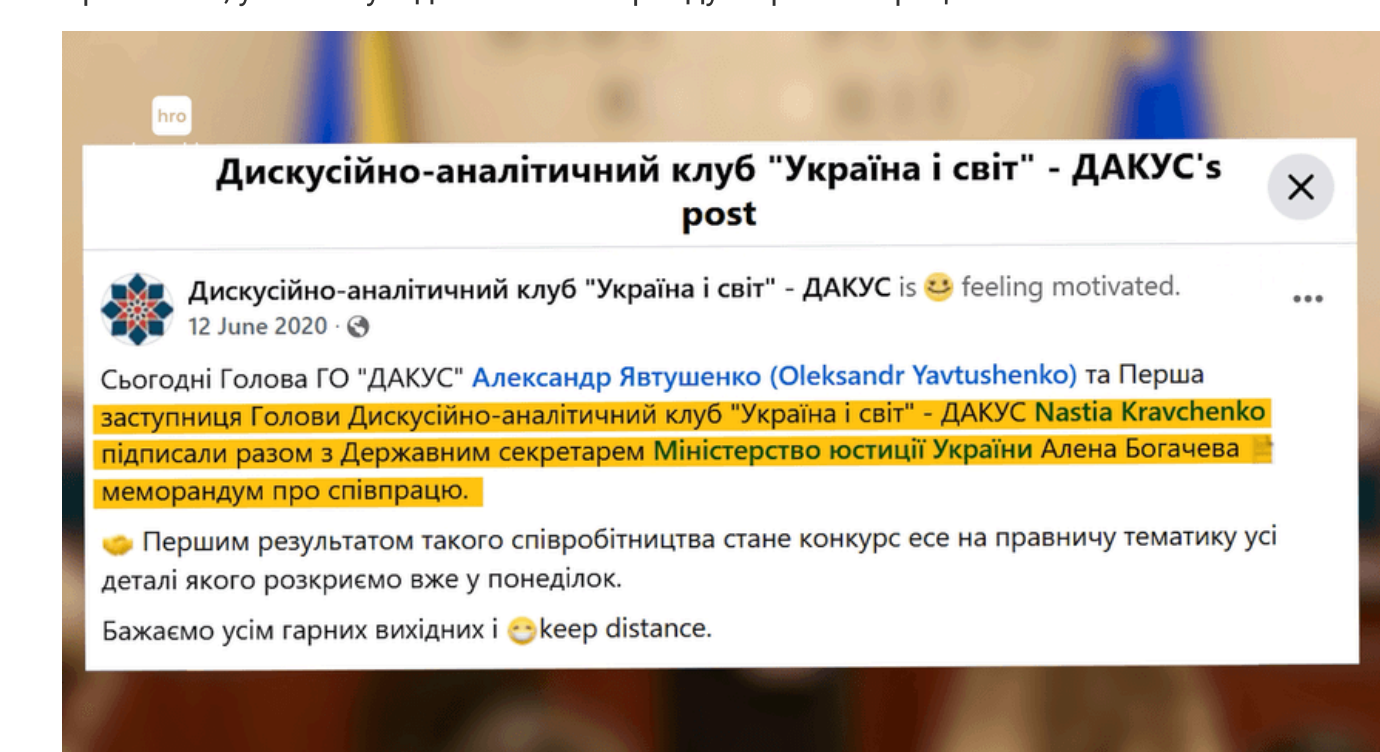 hro
Дискусійно-аналітичний клуб "Україна і світ" - ДАКУС's
post
Дискусійно-аналітичний клуб "Україна і світ" - ДАКУС is 😃 feeling motivated.
12 June 2020 ·
Сьогодні Голова ГО "ДАКУС" Александр Явтушенко (Oleksandr Yavtushenko) та Перша
заступниця Голови Дискусійно-аналітичний клуб "Україна і світ" - ДАКУС Nastia Kravchenko
підписали разом з Державним секретарем Міністерство юстиції України Алена Богачева
меморандум про співпрацю.
🤝 Першим результатом такого співробітництва стане конкурс есе на правничу тематику усі
деталі якого розкриємо вже у понеділок.
Бажаємо усім гарних вихідних і 😷keep distance.